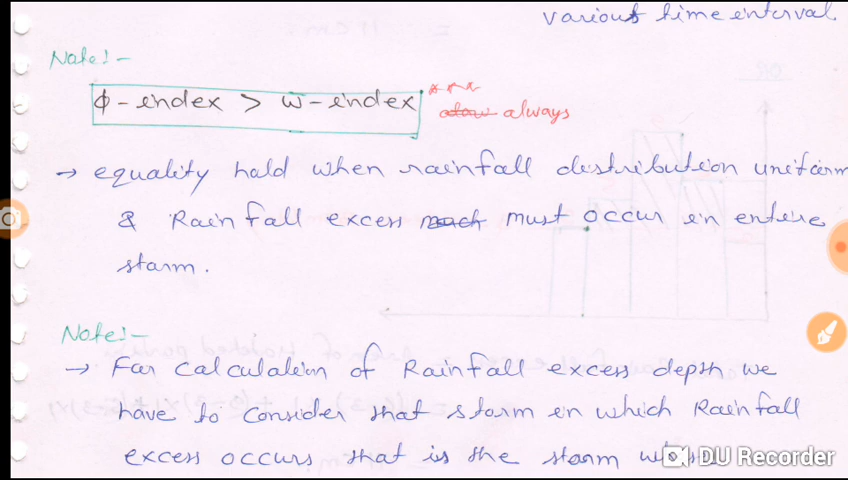 various time interval
Note:-
ϕ-index > w-index *** always
→ equality hold when rainfall distribution uniform
& Rainfall excess must occur in entire
storm.
Note:-
→ For Calculation of Rainfall excess depth we
have to Consider that storm in which Rainfall
excess occurs that is the storm
DU Recorder